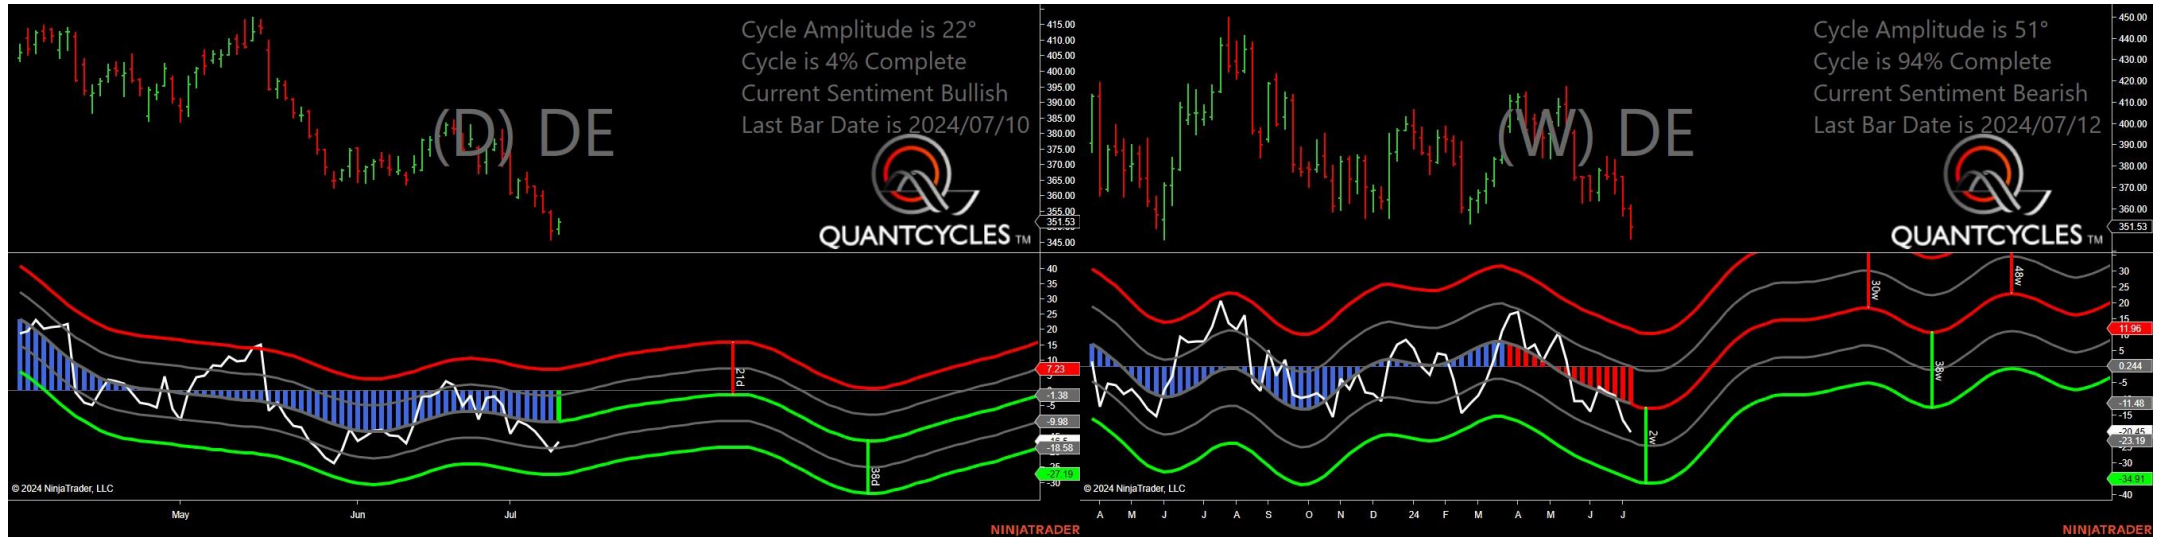 Cycle Amplitude is 22°
Cycle is 4% Complete
Current Sentiment Bullish
Last Bar Date is 2024/07/10
(D) DE
QUANTCYCLES TM
415.00
410.00
405.00
400.00
395.00
390.00
385.00
380.00
375.00
370.00
365.00
360.00
355.00
351.53
345.00
40
35
30
25
20
15
10
7.23
-1.38
-5
-9.98
-18.58
-27.19
-30
21d
38d
© 2024 NinjaTrader, LLC
May Jun Jul
NINJATRADER
Cycle Amplitude is 51°
Cycle is 94% Complete
Current Sentiment Bearish
Last Bar Date is 2024/07/12
(W) DE
QUANTCYCLES TM
450.00
440.00
430.00
420.00
410.00
400.00
390.00
380.00
370.00
360.00
351.53
30
20
15
11.96
5
0.244
-5
-11.48
-15
-20.45
-23.19
-30
-34.91
-40
30w
48w
38w
2w
© 2024 NinjaTrader, LLC
A M J J A S O N D 24 F M A M J J
NINJATRADER